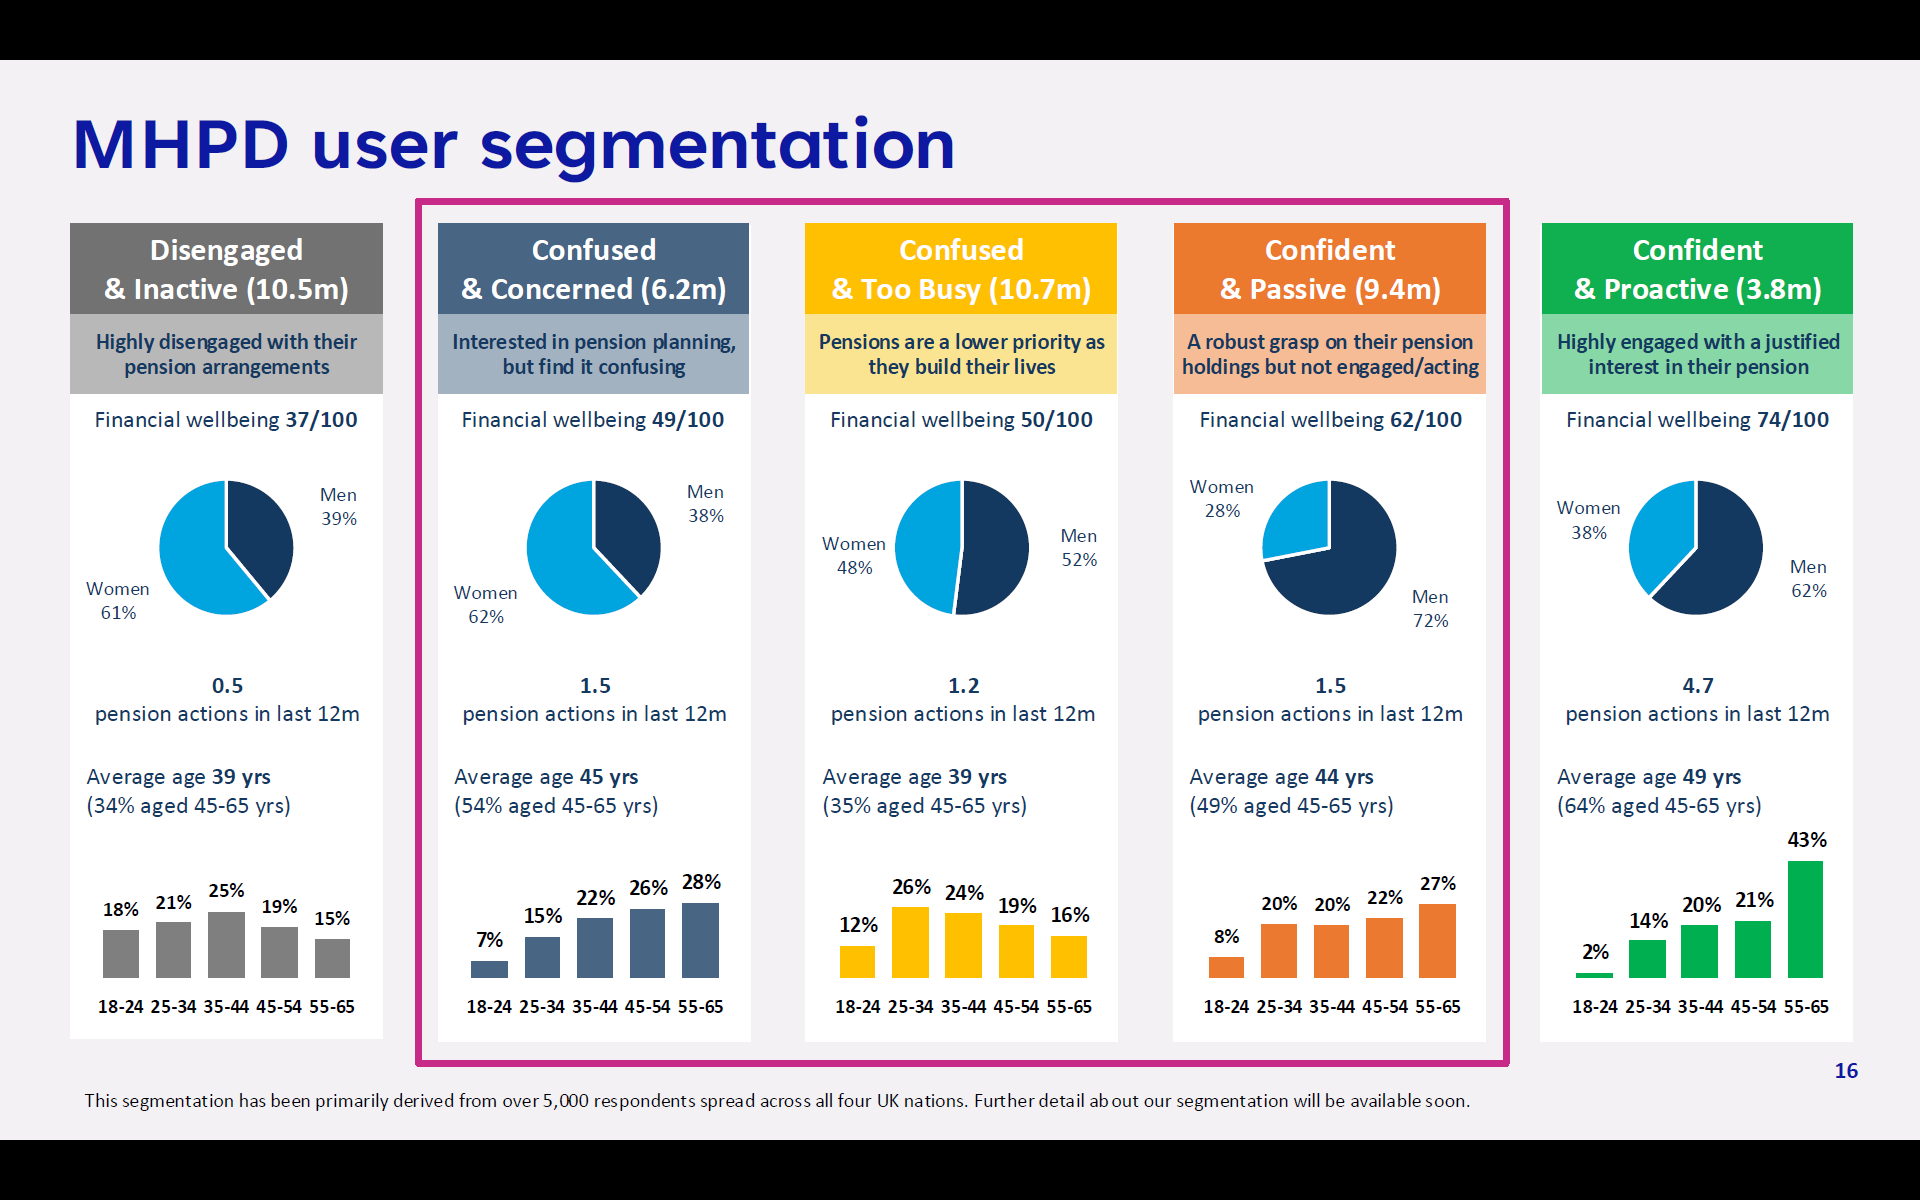 MHPD user segmentation
Disengaged
& Inactive (10.5m)
Highly disengaged with their
pension arrangements
Financial wellbeing 37/100
Men
39%
Women
61%
0.5
pension actions in last 12m
Average age 39 yrs
(34% aged 45-65 yrs)
18% 21% 25% 19% 15%
18-24 25-34 35-44 45-54 55-65
Confused
& Concerned (6.2m)
Interested in pension planning,
but find it confusing
Financial wellbeing 49/100
Men
38%
Women
62%
1.5
pension actions in last 12m
Average age 45 yrs
(54% aged 45-65 yrs)
7% 15% 22% 26% 28%
18-24 25-34 35-44 45-54 55-65
Confused
& Too Busy (10.7m)
Pensions are a lower priority as
they build their lives
Financial wellbeing 50/100
Women
48%
Men
52%
1.2
pension actions in last 12m
Average age 39 yrs
(35% aged 45-65 yrs)
12% 26% 24% 19% 16%
18-24 25-34 35-44 45-54 55-65
Confident
& Passive (9.4m)
A robust grasp on their pension
holdings but not engaged/acting
Financial wellbeing 62/100
Women
28%
Men
72%
1.5
pension actions in last 12m
Average age 44 yrs
(49% aged 45-65 yrs)
8% 20% 20% 22% 27%
18-24 25-34 35-44 45-54 55-65
Confident
& Proactive (3.8m)
Highly engaged with a justified
interest in their pension
Financial wellbeing 74/100
Women
38%
Men
62%
4.7
pension actions in last 12m
Average age 49 yrs
(64% aged 45-65 yrs)
2% 14% 20% 21% 43%
18-24 25-34 35-44 45-54 55-65
16
This segmentation has been primarily derived from over 5,000 respondents spread across all four UK nations. Further detail about our segmentation will be available soon.